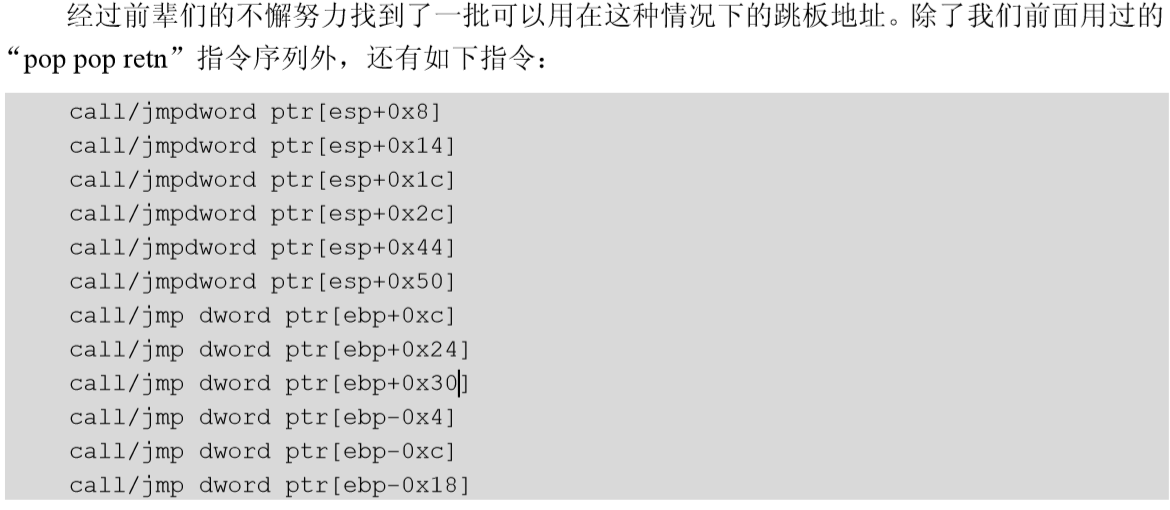 经过前辈们的不懈努力找到了一批可以用在这种情况下的跳板地址。除了我们前面用过的
“pop pop retn”指令序列外，还有如下指令：
call/jmpdword ptr[esp+0x8]
call/jmpdword ptr[esp+0x14]
call/jmpdword ptr[esp+0x1c]
call/jmpdword ptr[esp+0x2c]
call/jmpdword ptr[esp+0x44]
call/jmpdword ptr[esp+0x50]
call/jmp dword ptr[ebp+0xc]
call/jmp dword ptr[ebp+0x24]
call/jmp dword ptr[ebp+0x30]
call/jmp dword ptr[ebp-0x4]
call/jmp dword ptr[ebp-0xc]
call/jmp dword ptr[ebp-0x18]